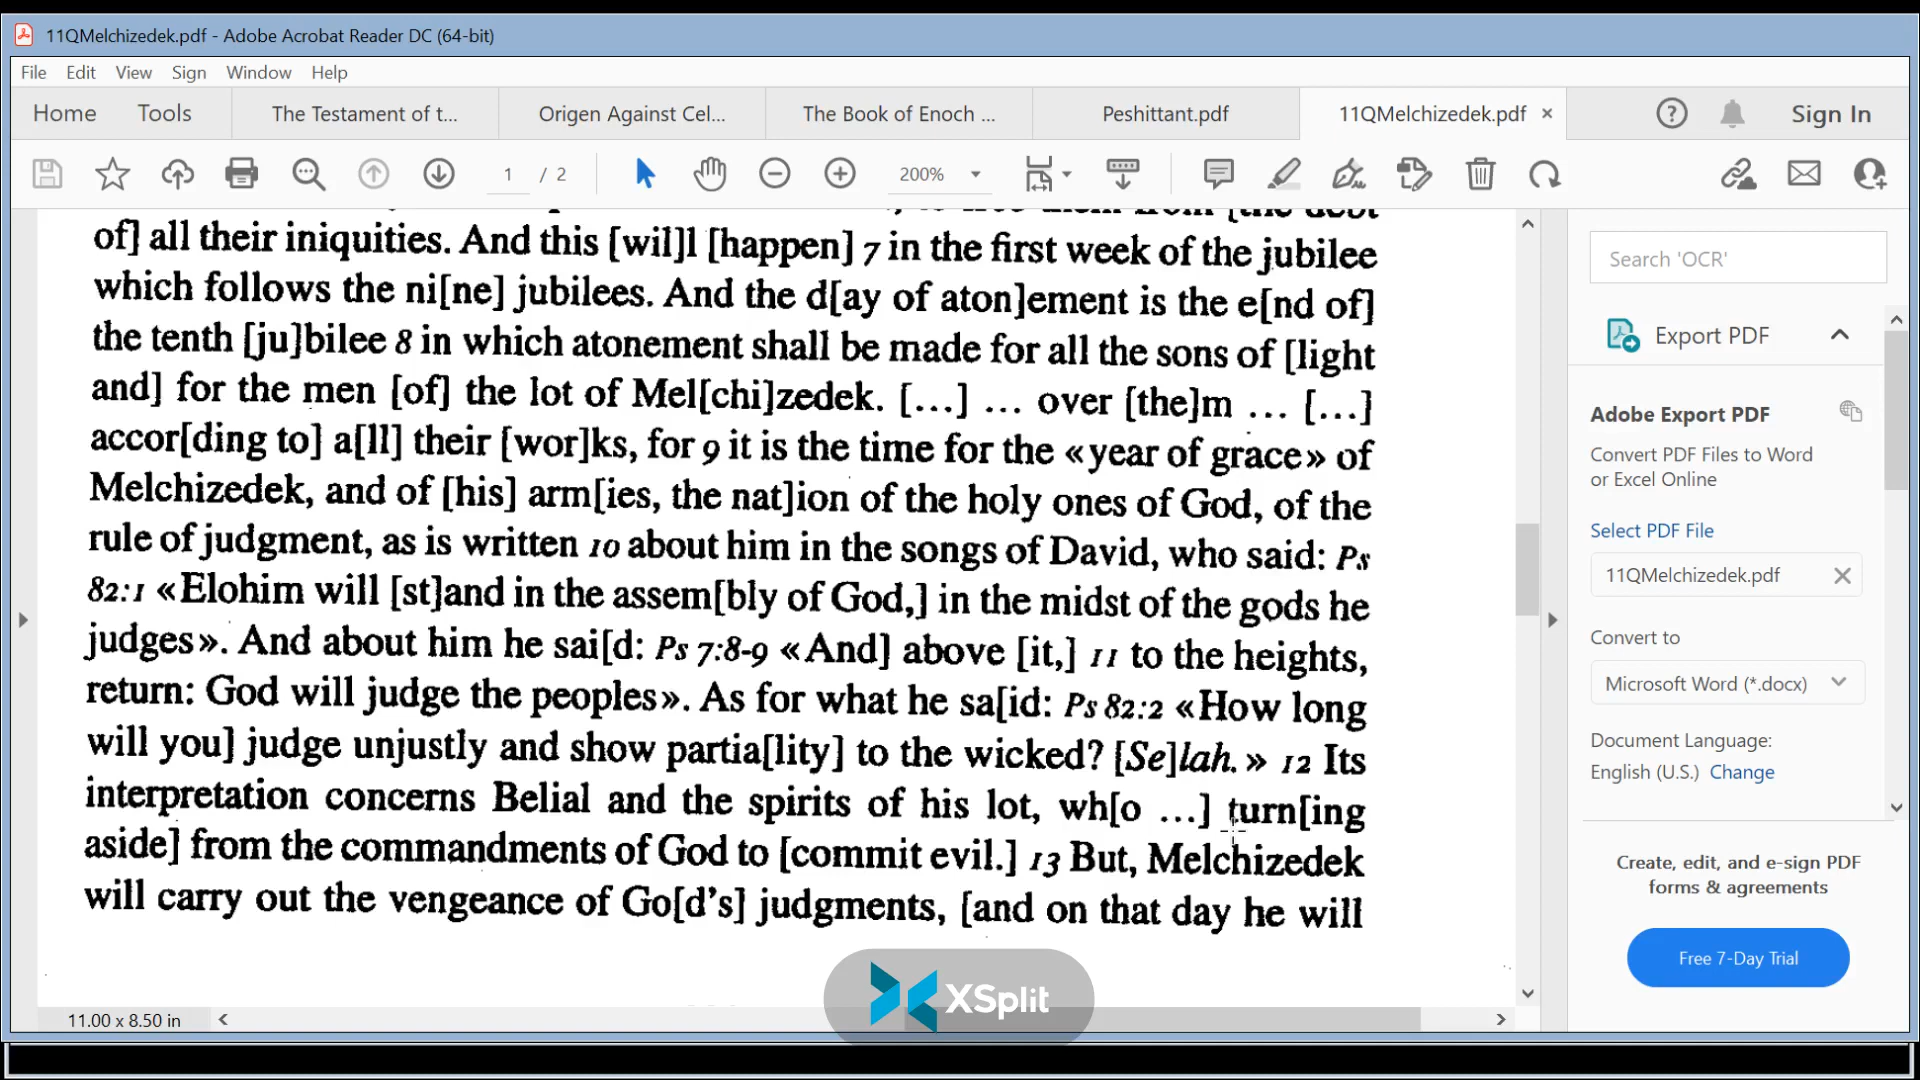 11QMelchizedek.pdf - Adobe Acrobat Reader DC (64-bit)
File Edit View Sign Window Help
Home Tools The Testament of t... Origen Against Cel... The Book of Enoch ... Peshittant.pdf 11QMelchizedek.pdf × Sign In
1 / 2 200%
of] all their iniquities. And this [wil]l [happen] 7 in the first week of the jubilee
which follows the ni[ne] jubilees. And the d[ay of aton]ement is the e[nd of]
the tenth [ju]bilee 8 in which atonement shall be made for all the sons of [light
and] for the men [of] the lot of Mel[chi]zedek. [...] ... over [the]m ... [...]
accor[ding to] a[ll] their [wor]ks, for 9 it is the time for the «year of grace» of
Melchizedek, and of [his] arm[ies, the nat]ion of the holy ones of God, of the
rule of judgment, as is written 10 about him in the songs of David, who said: Ps
82:1 «Elohim will [st]and in the assem[bly of God,] in the midst of the gods he
judges». And about him he sai[d: Ps 7:8-9 «And] above [it,] 11 to the heights,
return: God will judge the peoples». As for what he sa[id: Ps 82:2 «How long
will you] judge unjustly and show partia[lity] to the wicked? [Se]lah.» 12 Its
interpretation concerns Belial and the spirits of his lot, wh[o ...] turn[ing
aside] from the commandments of God to [commit evil.] 13 But, Melchizedek
will carry out the vengeance of Go[d's] judgments, [and on that day he will
11.00 x 8.50 in
XSplit
Search 'OCR'
Export PDF
Adobe Export PDF
Convert PDF Files to Word
or Excel Online
Select PDF File
11QMelchizedek.pdf
Convert to
Microsoft Word (*.docx)
Document Language:
English (U.S.) Change
Create, edit, and e-sign PDF
forms & agreements
Free 7-Day Trial